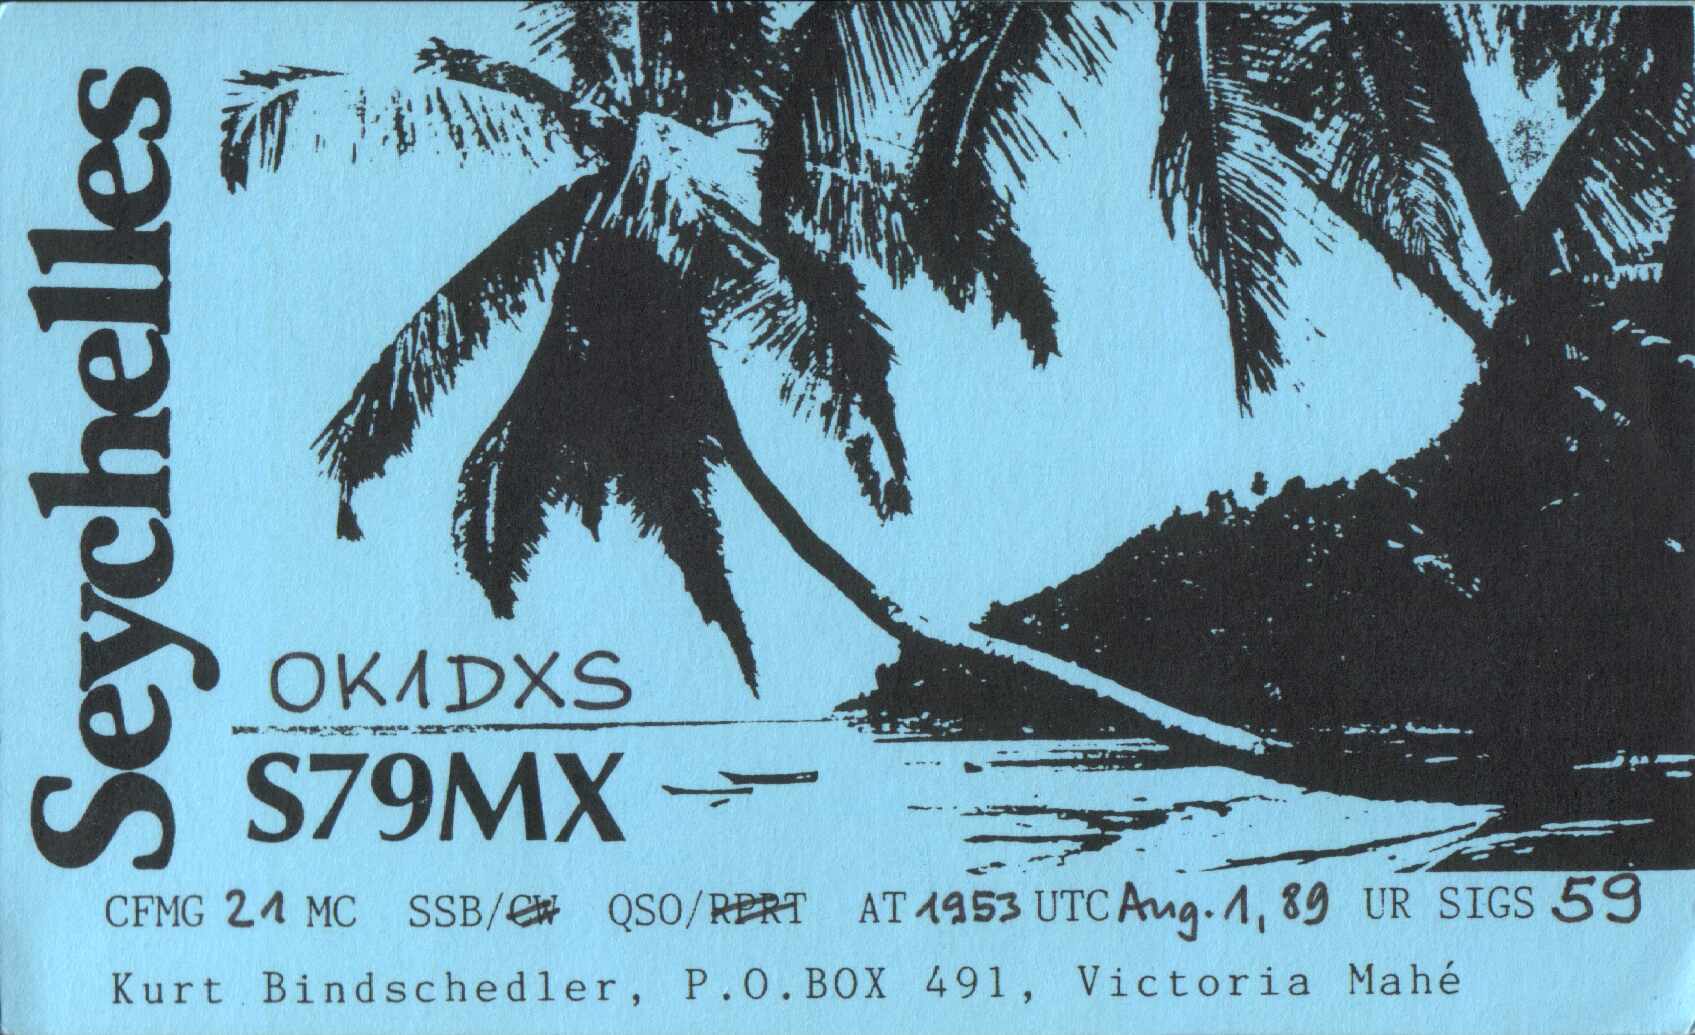 Seychelles
OK1DXS
S79MX
CFMG 21 MC SSB/CW QSO/RPRT AT 1953 UTC Aug. 1, 89 UR SIGS 59
Kurt Bindschedler, P.O.BOX 491, Victoria Mahé